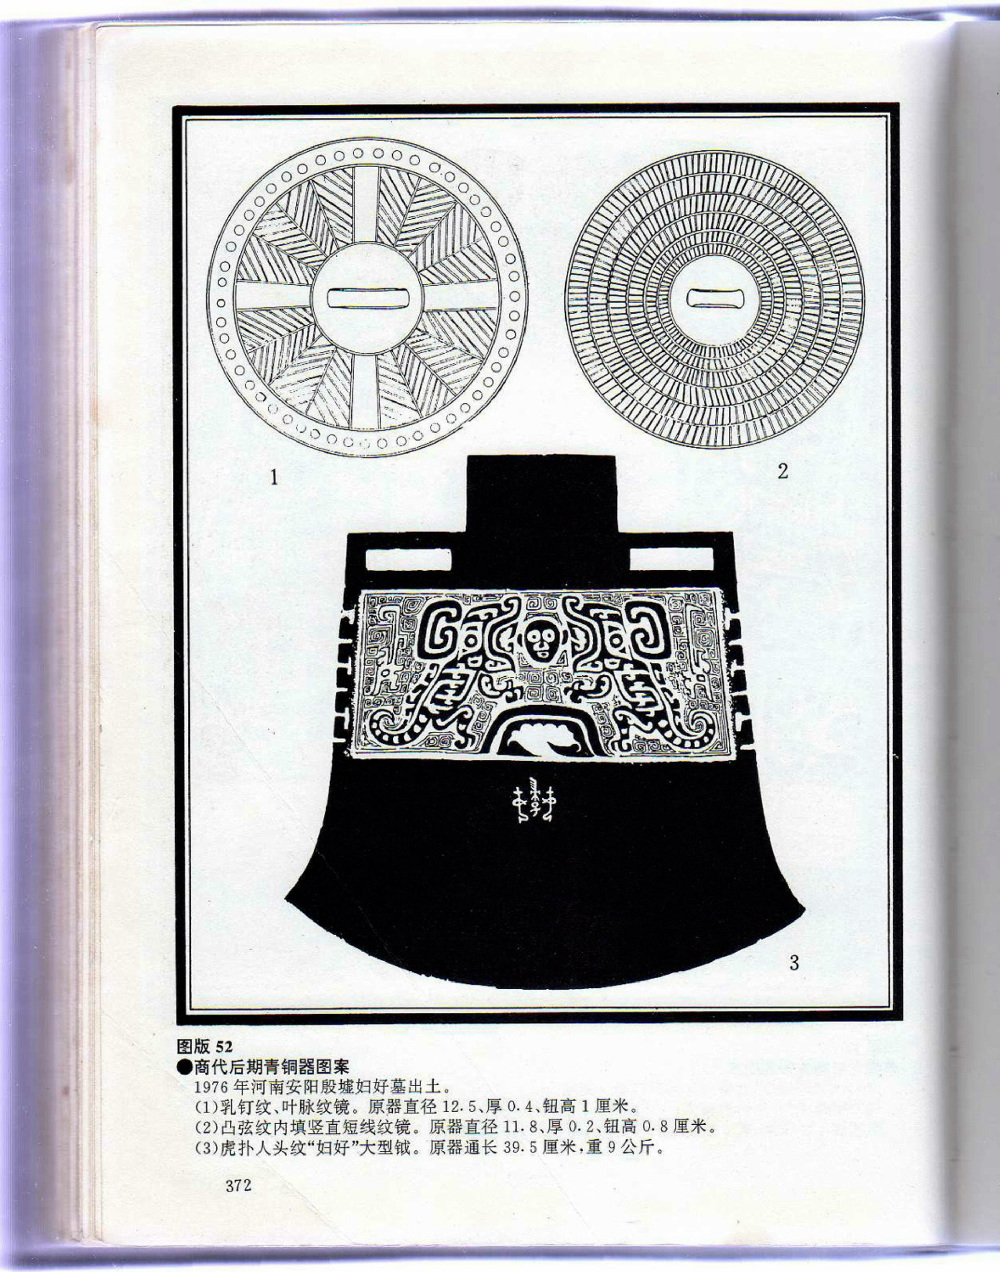 1
2
3
图版 52
●商代后期青铜器图案
1976 年河南安阳殷墟妇好墓出土。
(1)乳钉纹、叶脉纹镜。原器直径 12.5、厚 0.4、钮高 1 厘米。
(2)凸弦纹内填竖直短线纹镜。原器直径 11.8、厚 0.2、钮高 0.8 厘米。
(3)虎扑人头纹“妇好”大型钺。原器通长 39.5 厘米,重 9 公斤。
372